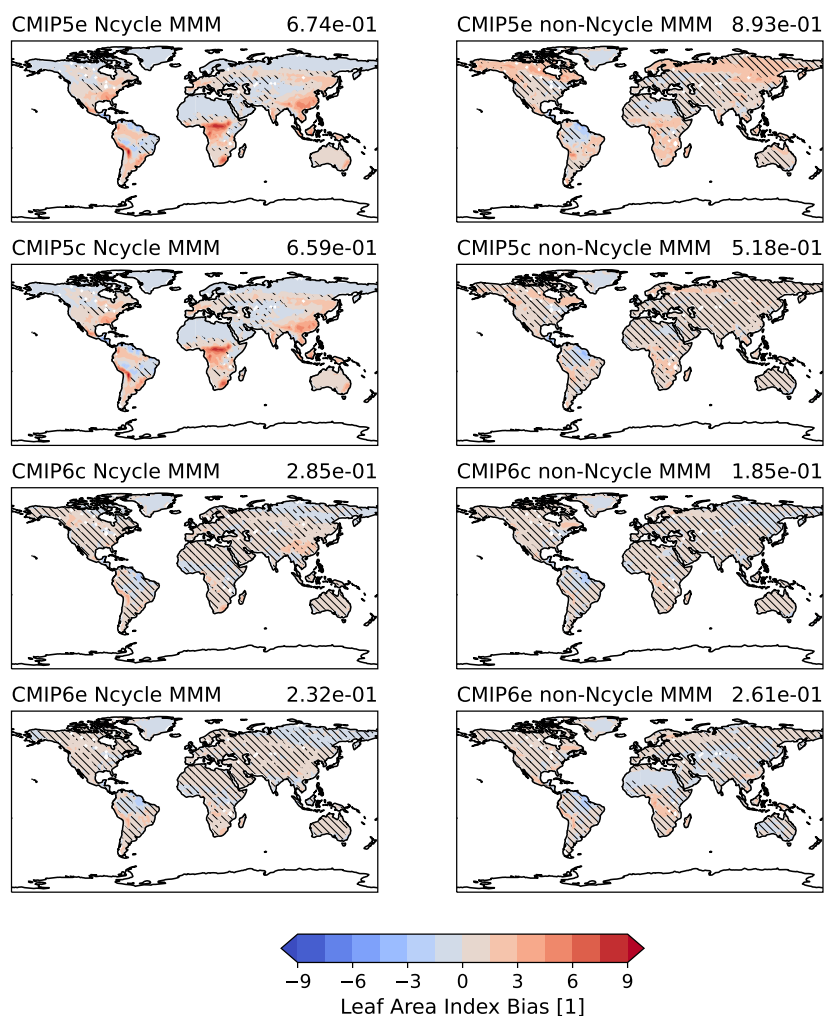 CMIP5e Ncycle MMM 6.74e-01
CMIP5e non-Ncycle MMM 8.93e-01
CMIP5c Ncycle MMM 6.59e-01
CMIP5c non-Ncycle MMM 5.18e-01
CMIP6c Ncycle MMM 2.85e-01
CMIP6c non-Ncycle MMM 1.85e-01
CMIP6e Ncycle MMM 2.32e-01
CMIP6e non-Ncycle MMM 2.61e-01
−9 −6 −3 0 3 6 9
Leaf Area Index Bias [1]